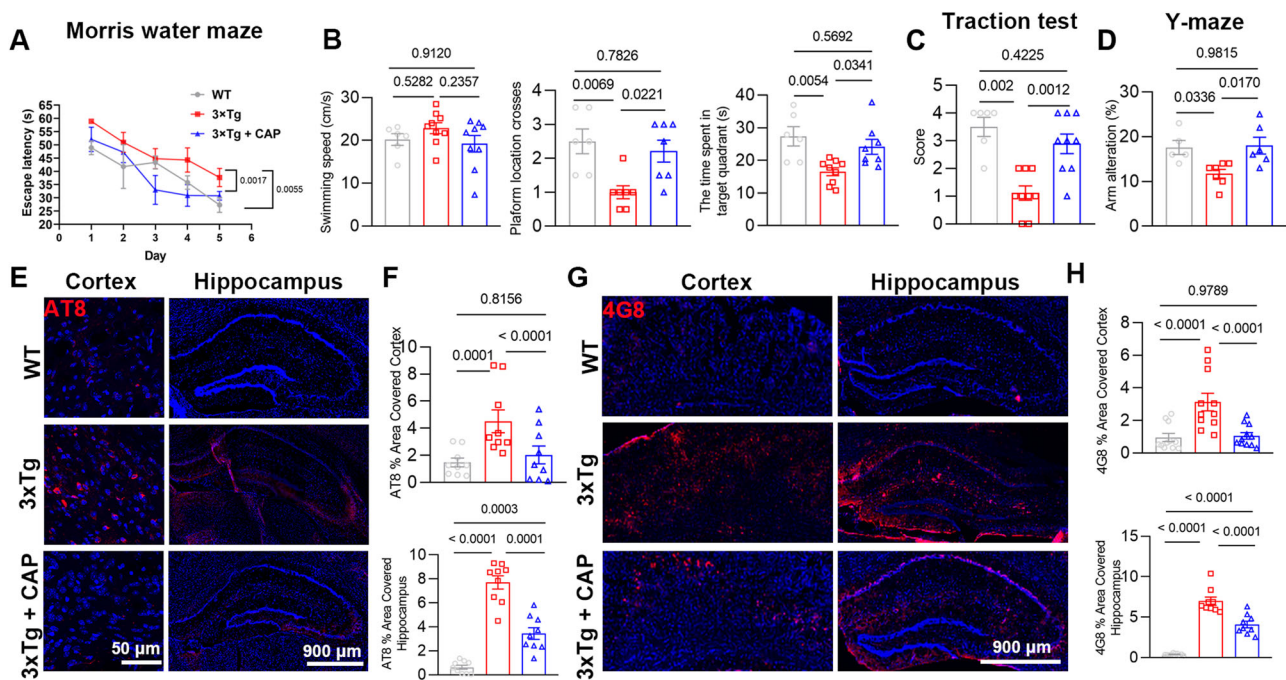 Morris water maze
Traction test
Y-maze
A
WT
3×Tg
3×Tg + CAP
Escape latency (s)
65
60
55
50
45
40
35
30
25
0 1 2 3 4 5 6
Day
0.0017
0.0055
B
0.9120
0.5282 0.2357
Swimming speed (cm/s)
40
30
20
10
0
0.7826
0.0069
0.0221
Plaform location crosses
4
3
2
1
0
0.5692
0.0054 0.0341
The time spent in
target quadrant (s)
50
40
30
20
10
0
C
0.4225
0.002 0.0012
Score
5
4
3
2
1
0
D
0.9815
0.0336 0.0170
Arm alteration (%)
40
30
20
10
0
E
Cortex Hippocampus
AT8
WT
3xTg
3xTg + CAP
50 µm
900 µm
F
0.8156
0.0001 < 0.0001
AT8 % Area Covered Cortex
10
8
6
4
2
0
0.0003
< 0.0001 0.0001
AT8 % Area Covered
Hippocampus
10
8
6
4
2
0
G
Cortex Hippocampus
4G8
WT
3xTg
3xTg + CAP
900 µm
H
0.9789
< 0.0001 < 0.0001
4G8 % Area Covered Cortex
8
6
4
2
0
< 0.0001
< 0.0001 < 0.0001
4G8 % Area Covered
Hippocampus
15
10
5
0